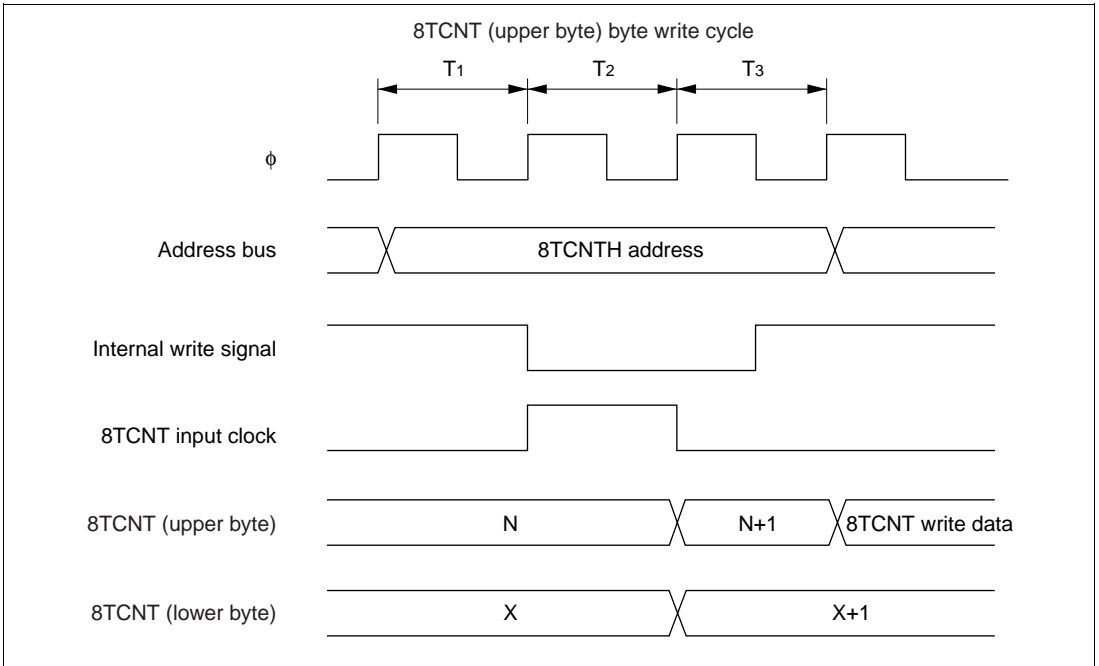 8TCNT (upper byte) byte write cycle
T1 T2 T3
ϕ
Address bus 8TCNTH address
Internal write signal
8TCNT input clock
8TCNT (upper byte) N N+1 8TCNT write data
8TCNT (lower byte) X X+1